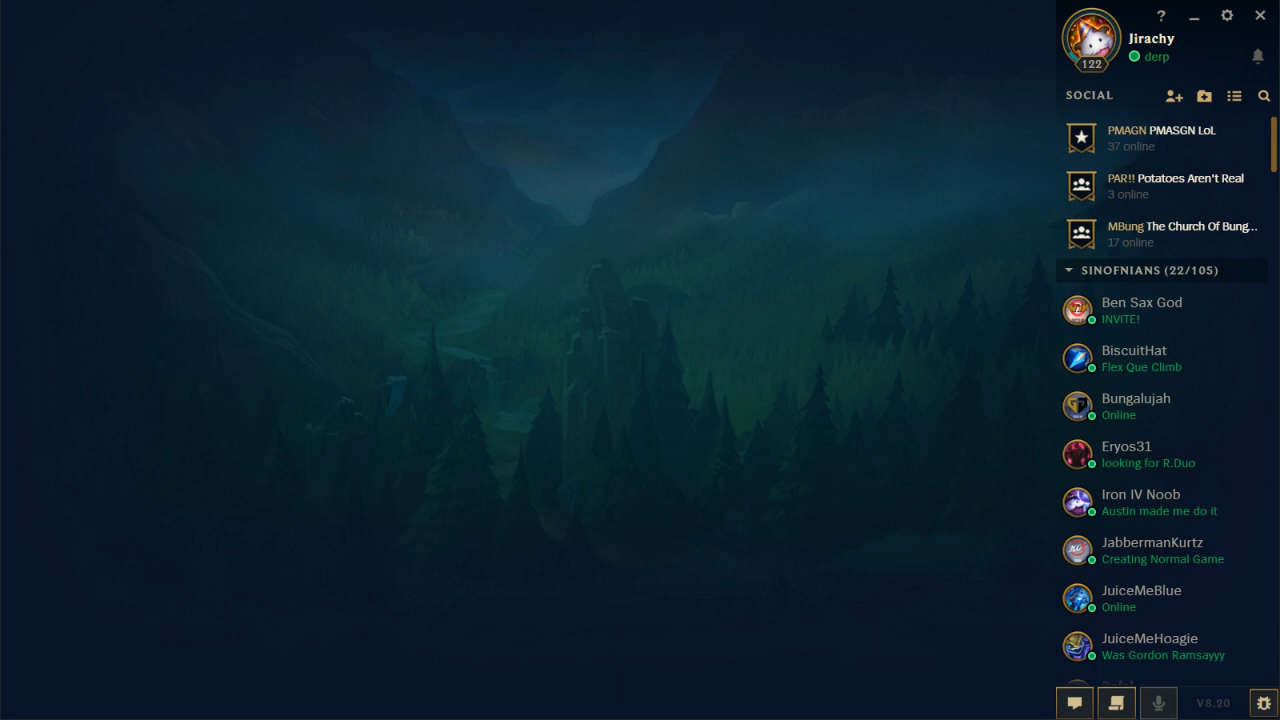 ?
Jirachy
122
derp
SOCIAL
PMAGN PMASGN LoL
37 online
PAR!! Potatoes Aren't Real
3 online
MBung The Church Of Bung...
17 online
SINOFNIANS (22/105)
Ben Sax God
INVITE!
BiscuitHat
Flex Que Climb
Bungalujah
Online
Eryos31
looking for R.Duo
Iron IV Noob
Austin made me do it
JabbermanKurtz
Creating Normal Game
JuiceMeBlue
Online
JuiceMeHoagie
Was Gordon Ramsayyy
V8.20